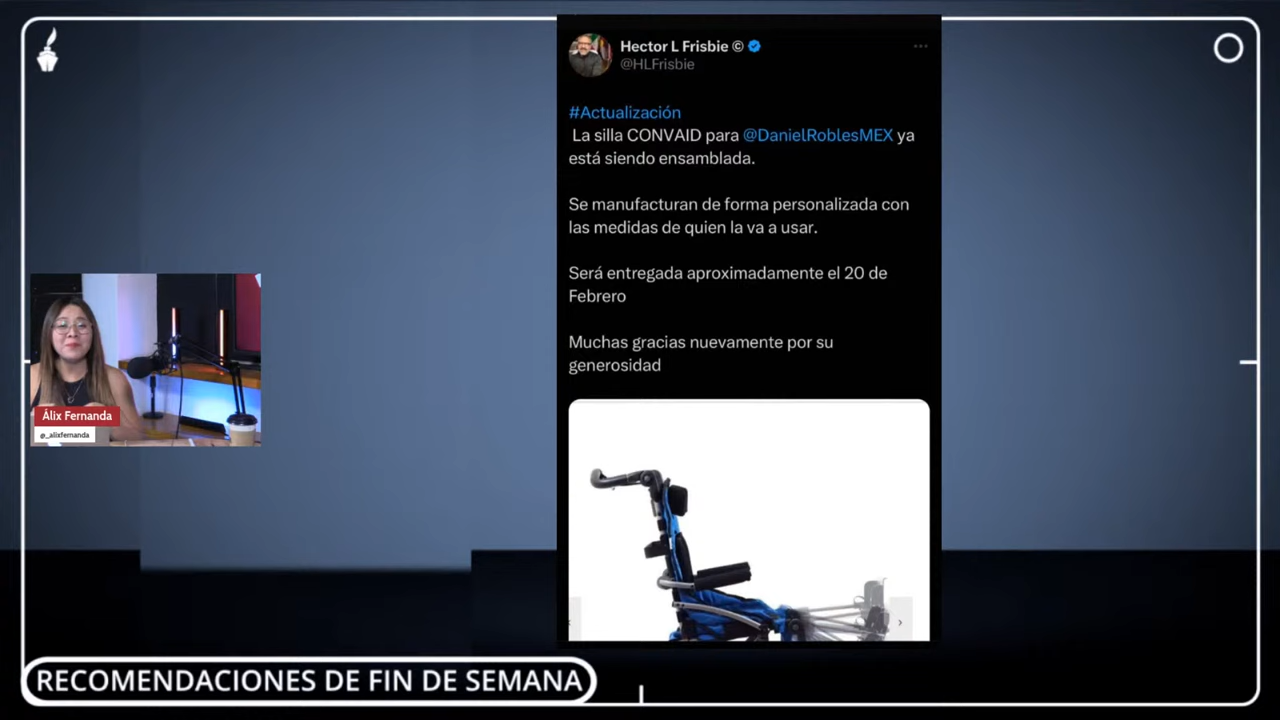 Hector L Frisbie ©
@HLFrisbie
#Actualización
La silla CONVAID para @DanielRoblesMEX ya
está siendo ensamblada.
Se manufacturan de forma personalizada con
las medidas de quien la va a usar.
Será entregada aproximadamente el 20 de
Febrero
Muchas gracias nuevamente por su
generosidad
Álix Fernanda
@_alixfernanda
RECOMENDACIONES DE FIN DE SEMANA